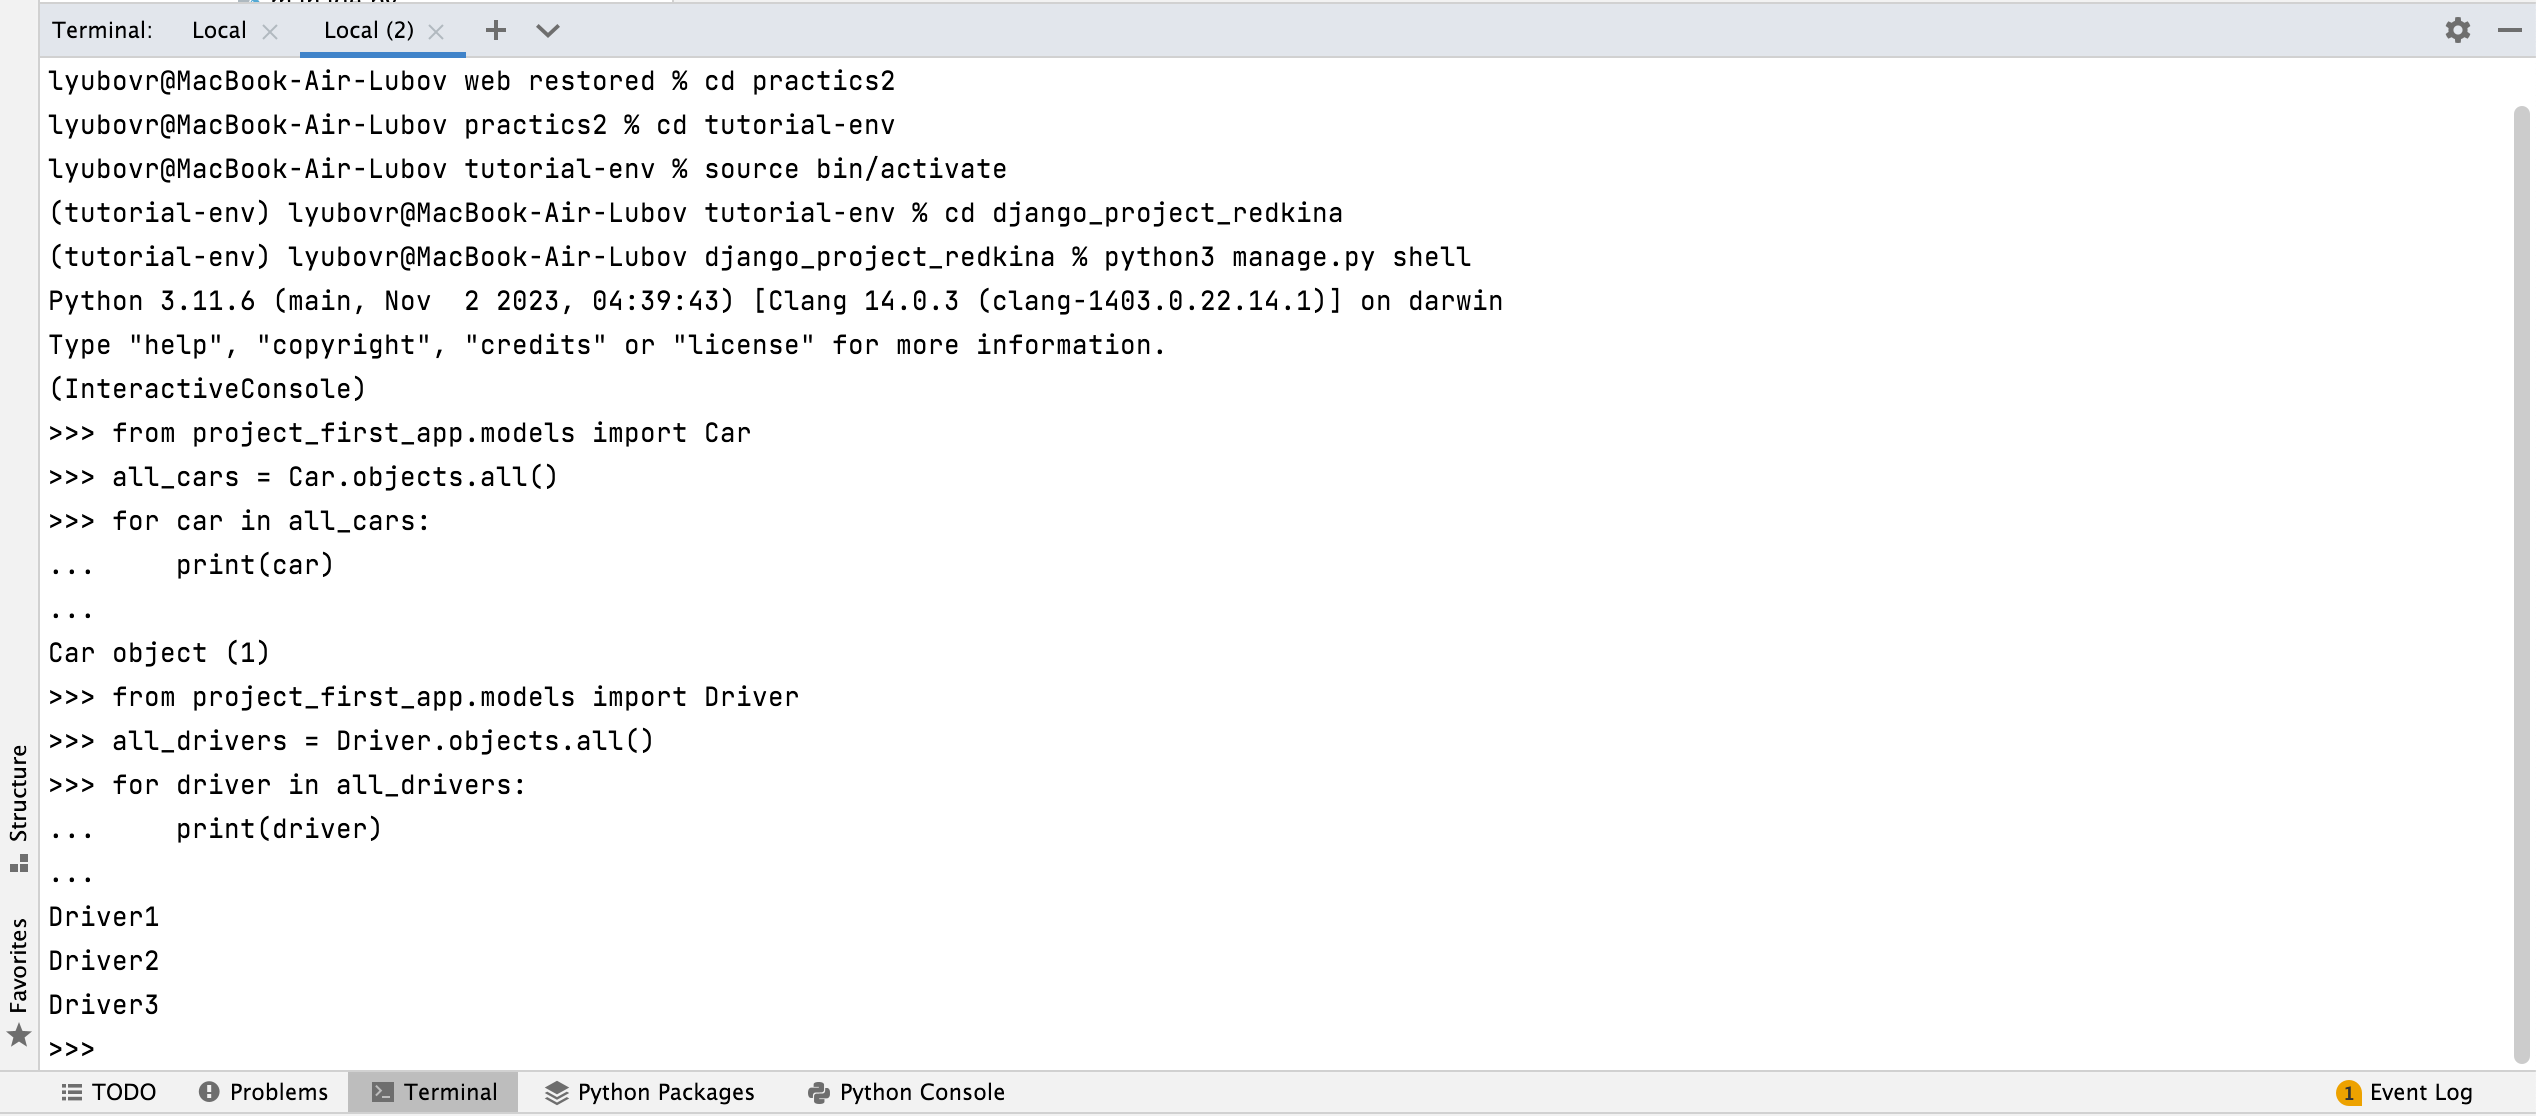 Terminal: Local Local (2)
lyubovr@MacBook-Air-Lubov web restored % cd practics2
lyubovr@MacBook-Air-Lubov practics2 % cd tutorial-env
lyubovr@MacBook-Air-Lubov tutorial-env % source bin/activate
(tutorial-env) lyubovr@MacBook-Air-Lubov tutorial-env % cd django_project_redkina
(tutorial-env) lyubovr@MacBook-Air-Lubov django_project_redkina % python3 manage.py shell
Python 3.11.6 (main, Nov  2 2023, 04:39:43) [Clang 14.0.3 (clang-1403.0.22.14.1)] on darwin
Type "help", "copyright", "credits" or "license" for more information.
(InteractiveConsole)
>>> from project_first_app.models import Car
>>> all_cars = Car.objects.all()
>>> for car in all_cars:
...     print(car)
...
Car object (1)
>>> from project_first_app.models import Driver
>>> all_drivers = Driver.objects.all()
>>> for driver in all_drivers:
...     print(driver)
...
Driver1
Driver2
Driver3
>>>
Structure
Favorites
TODO Problems Terminal Python Packages Python Console 1 Event Log